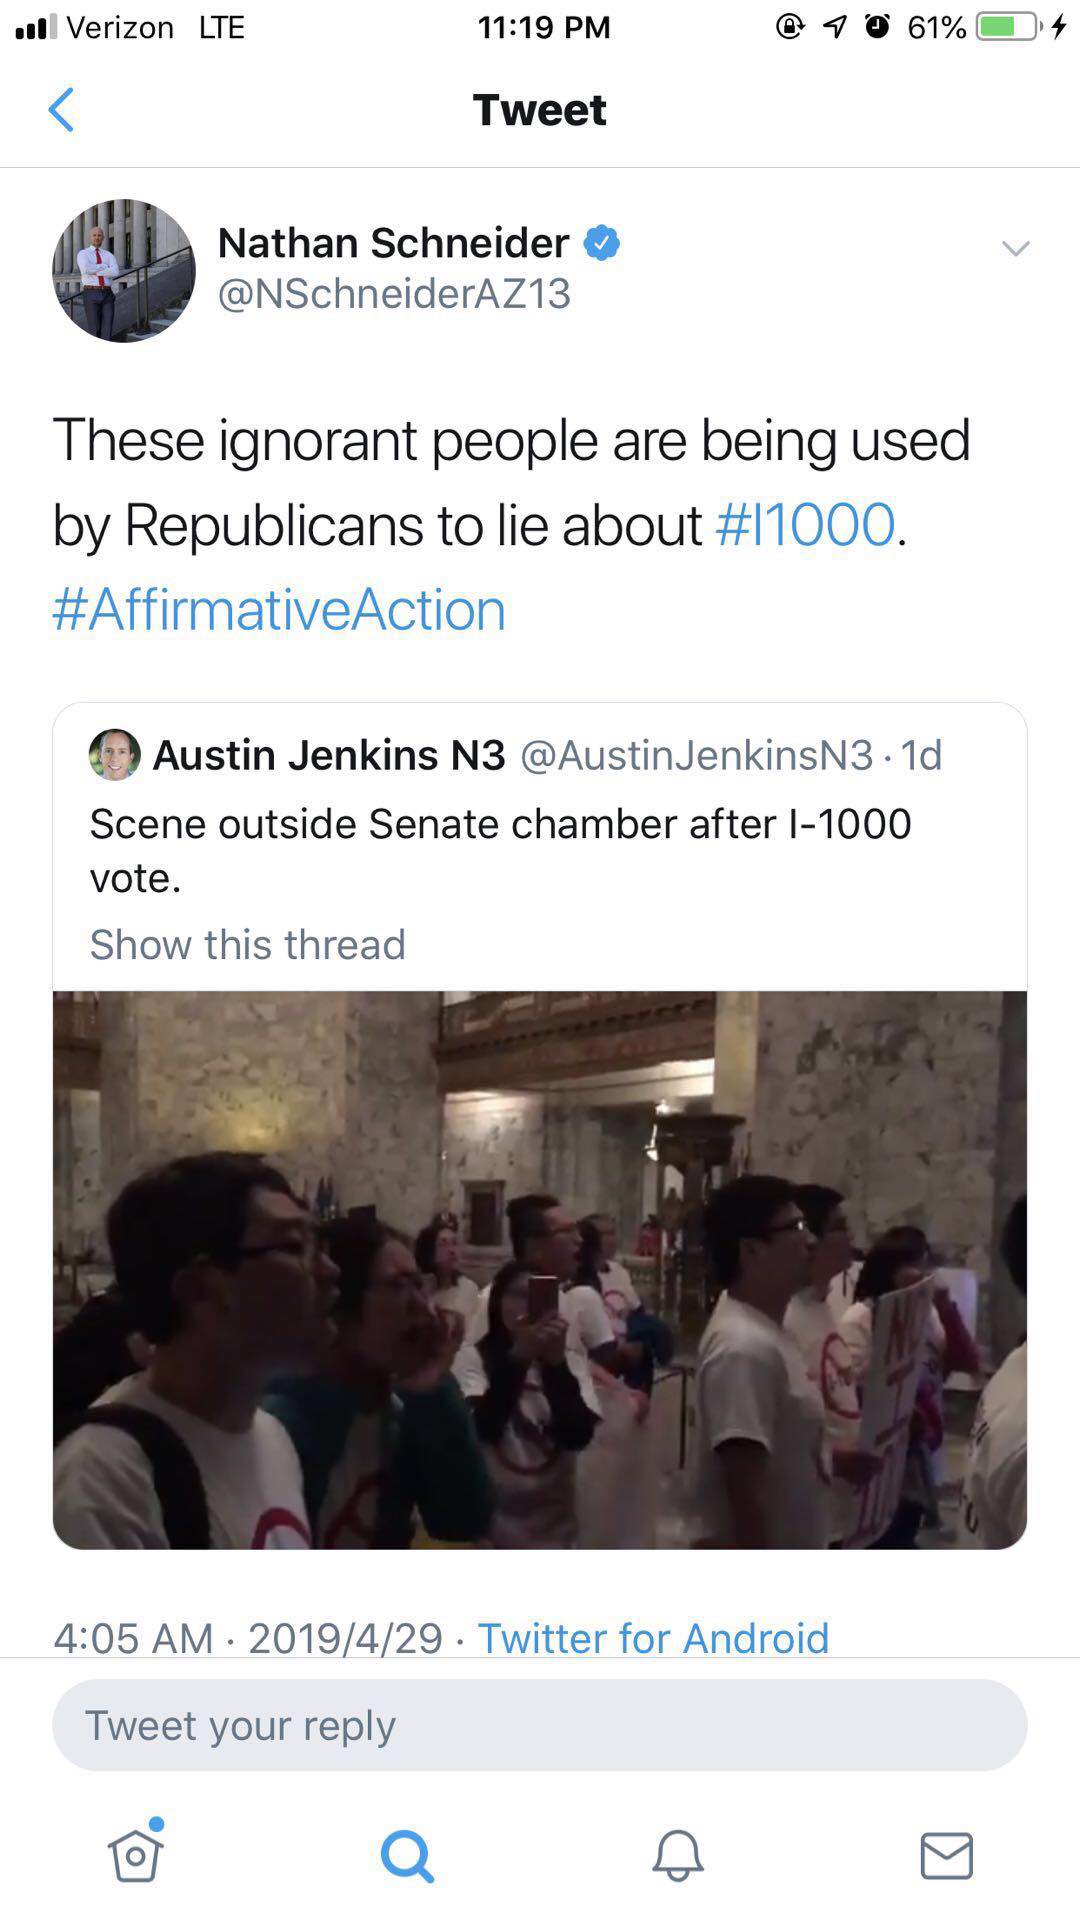 Verizon LTE 11:19 PM 61%
Tweet
Nathan Schneider
@NSchneiderAZ13
These ignorant people are being used
by Republicans to lie about #I1000.
#AffirmativeAction
Austin Jenkins N3 @AustinJenkinsN3 · 1d
Scene outside Senate chamber after I-1000
vote.
Show this thread
4:05 AM · 2019/4/29 · Twitter for Android
Tweet your reply